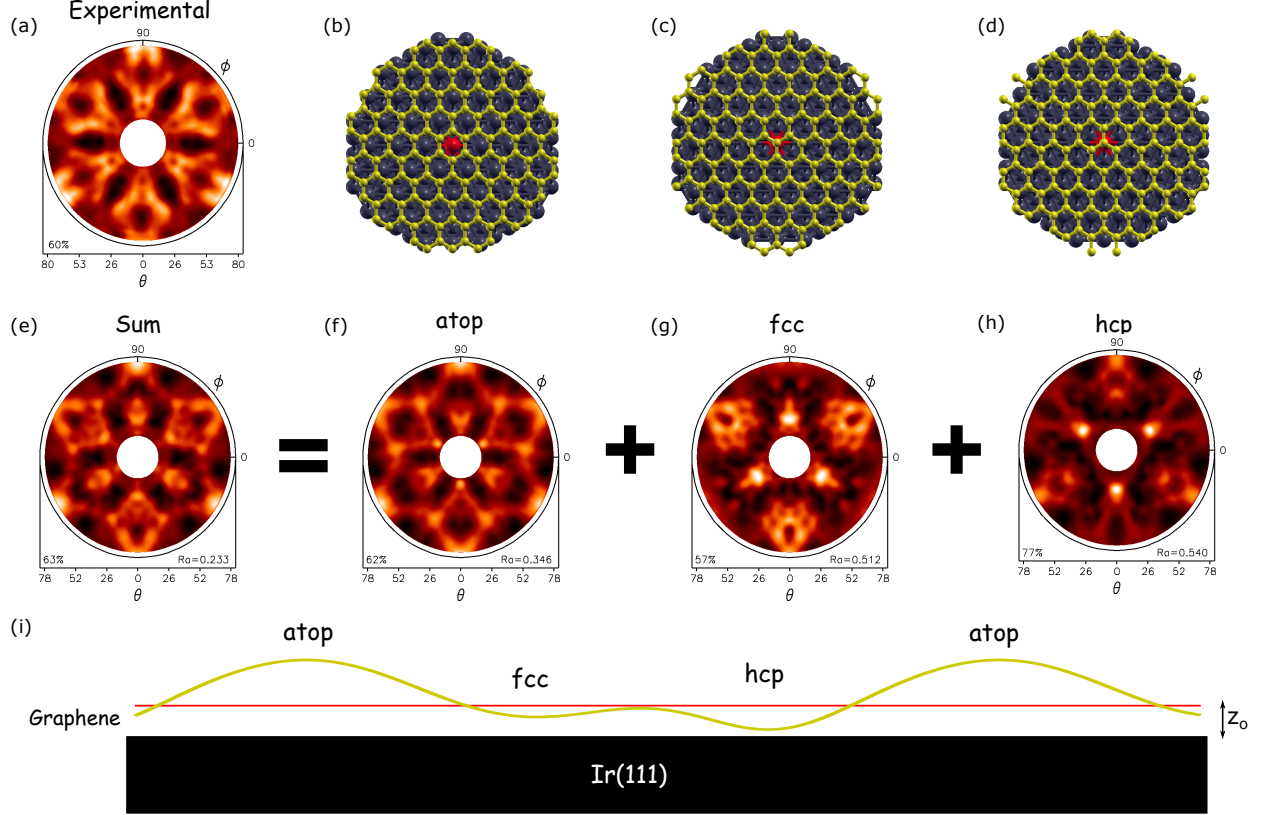 Experimental
(a)
(b)
(c)
(d)
90
ϕ
0
60%
80 53 26 0 26 53 80
θ
(e)
Sum
(f)
atop
(g)
fcc
(h)
hcp
90
ϕ
0
63%
Ra=0.233
78 52 26 0 26 52 78
θ
=
90
ϕ
0
62%
Ra=0.346
78 52 26 0 26 52 78
θ
+
90
ϕ
0
57%
Ra=0.512
78 52 26 0 26 52 78
θ
+
90
ϕ
0
77%
Ra=0.540
78 52 26 0 26 52 78
θ
(i)
atop
fcc
hcp
atop
Graphene
Zo
Ir(111)